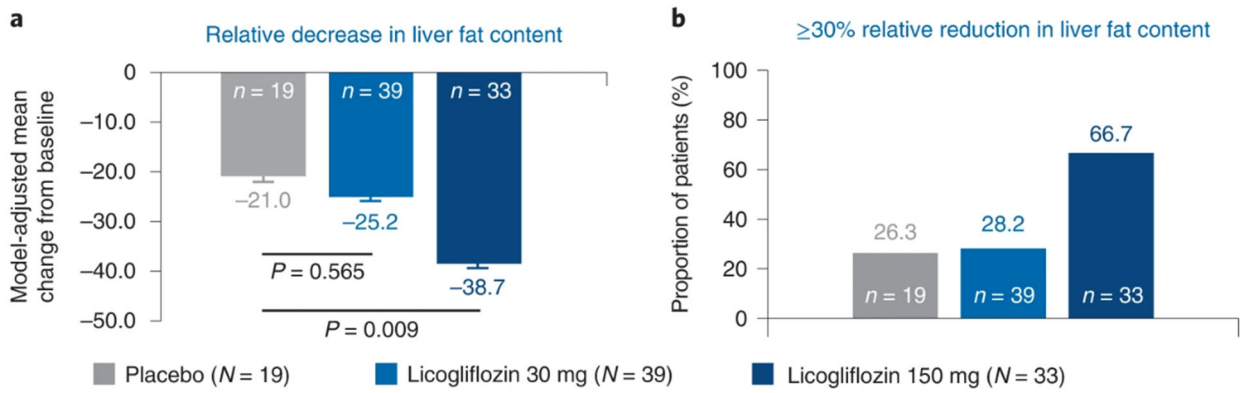 a
Relative decrease in liver fat content
Model-adjusted mean
change from baseline
0
–10.0
–20.0
–30.0
–40.0
–50.0
n = 19
n = 39
n = 33
–21.0
–25.2
–38.7
P = 0.565
P = 0.009
b
≥30% relative reduction in liver fat content
Proportion of patients (%)
100
80
60
40
20
0
26.3
28.2
66.7
n = 19
n = 39
n = 33
Placebo (N = 19)
Licogliflozin 30 mg (N = 39)
Licogliflozin 150 mg (N = 33)